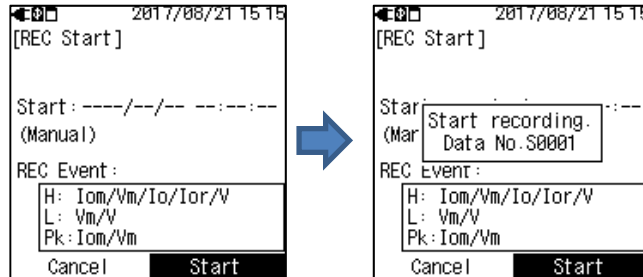 2017/08/21 15:15
[REC Start]
Start:----/--/-- --:--:--
(Manual)
REC Event:
H: Iom/Vm/Io/Ior/V
L: Vm/V
Pk:Iom/Vm
Cancel Start
2017/08/21 15:15
[REC Start]
Start recording.
Data No.S0001
REC Event:
H: Iom/Vm/Io/Ior/V
L: Vm/V
Pk:Iom/Vm
Cancel Start